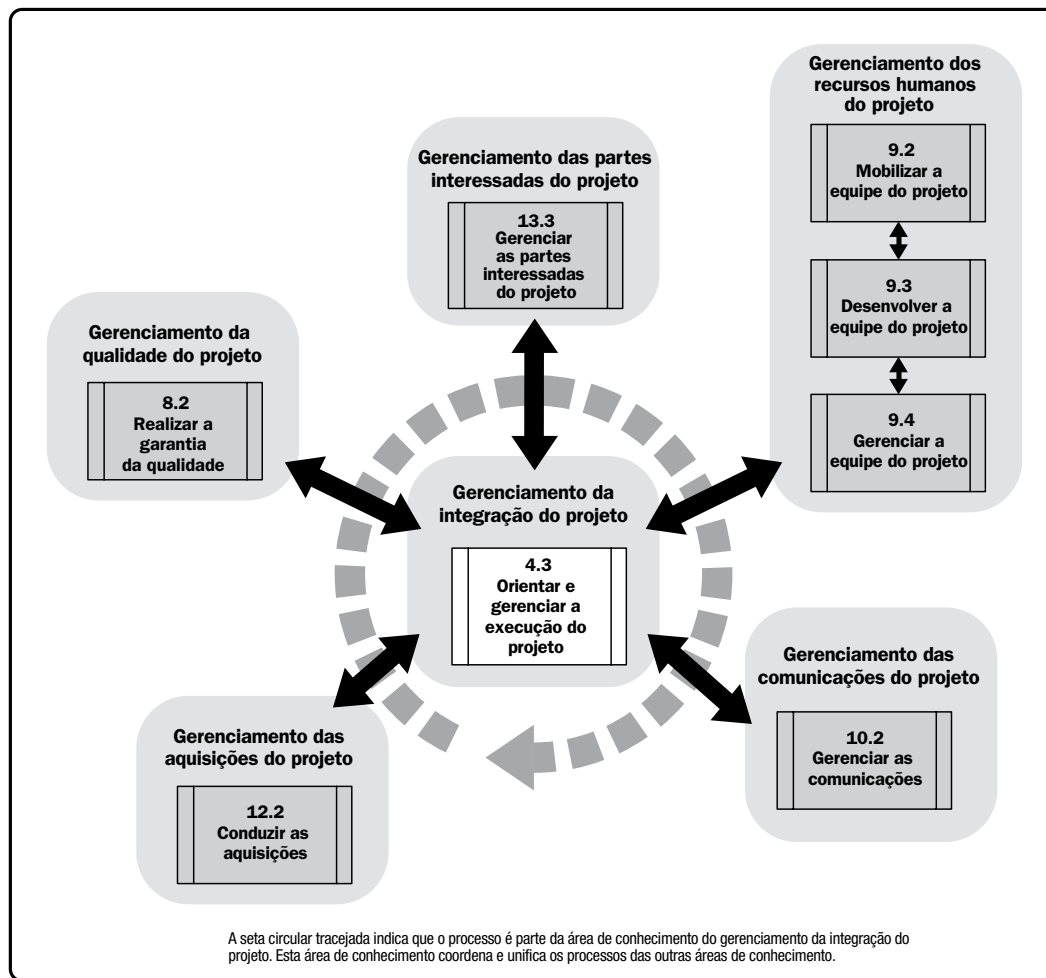 Gerenciamento dos
recursos humanos
do projeto
9.2
Mobilizar a
equipe do projeto
9.3
Desenvolver a
equipe do projeto
9.4
Gerenciar a
equipe do projeto
Gerenciamento das partes
interessadas do projeto
13.3
Gerenciar
as partes
interessadas
do projeto
Gerenciamento da
qualidade do projeto
8.2
Realizar a
garantia
da qualidade
Gerenciamento da
integração do projeto
4.3
Orientar e
gerenciar a
execução do
projeto
Gerenciamento das
comunicações do projeto
10.2
Gerenciar as
comunicações
Gerenciamento das
aquisições do projeto
12.2
Conduzir as
aquisições
A seta circular tracejada indica que o processo é parte da área de conhecimento do gerenciamento da integração do
projeto. Esta área de conhecimento coordena e unifica os processos das outras áreas de conhecimento.